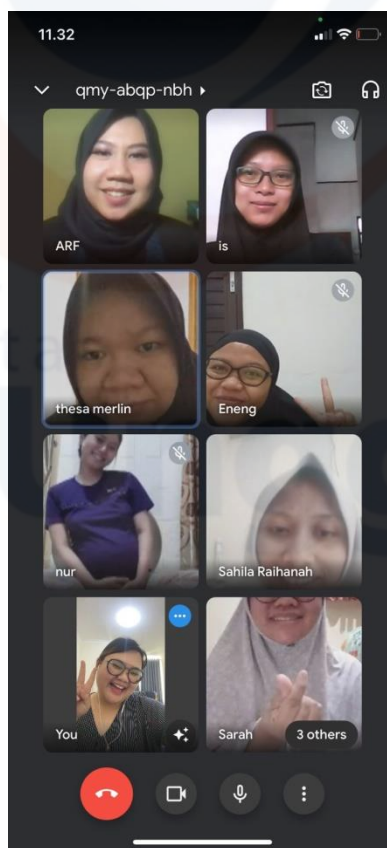 11.32
qmy-abqp-nbh
ARF
is
thesa merlin
Eneng
nur
Sahila Raihanah
You
Sarah
3 others